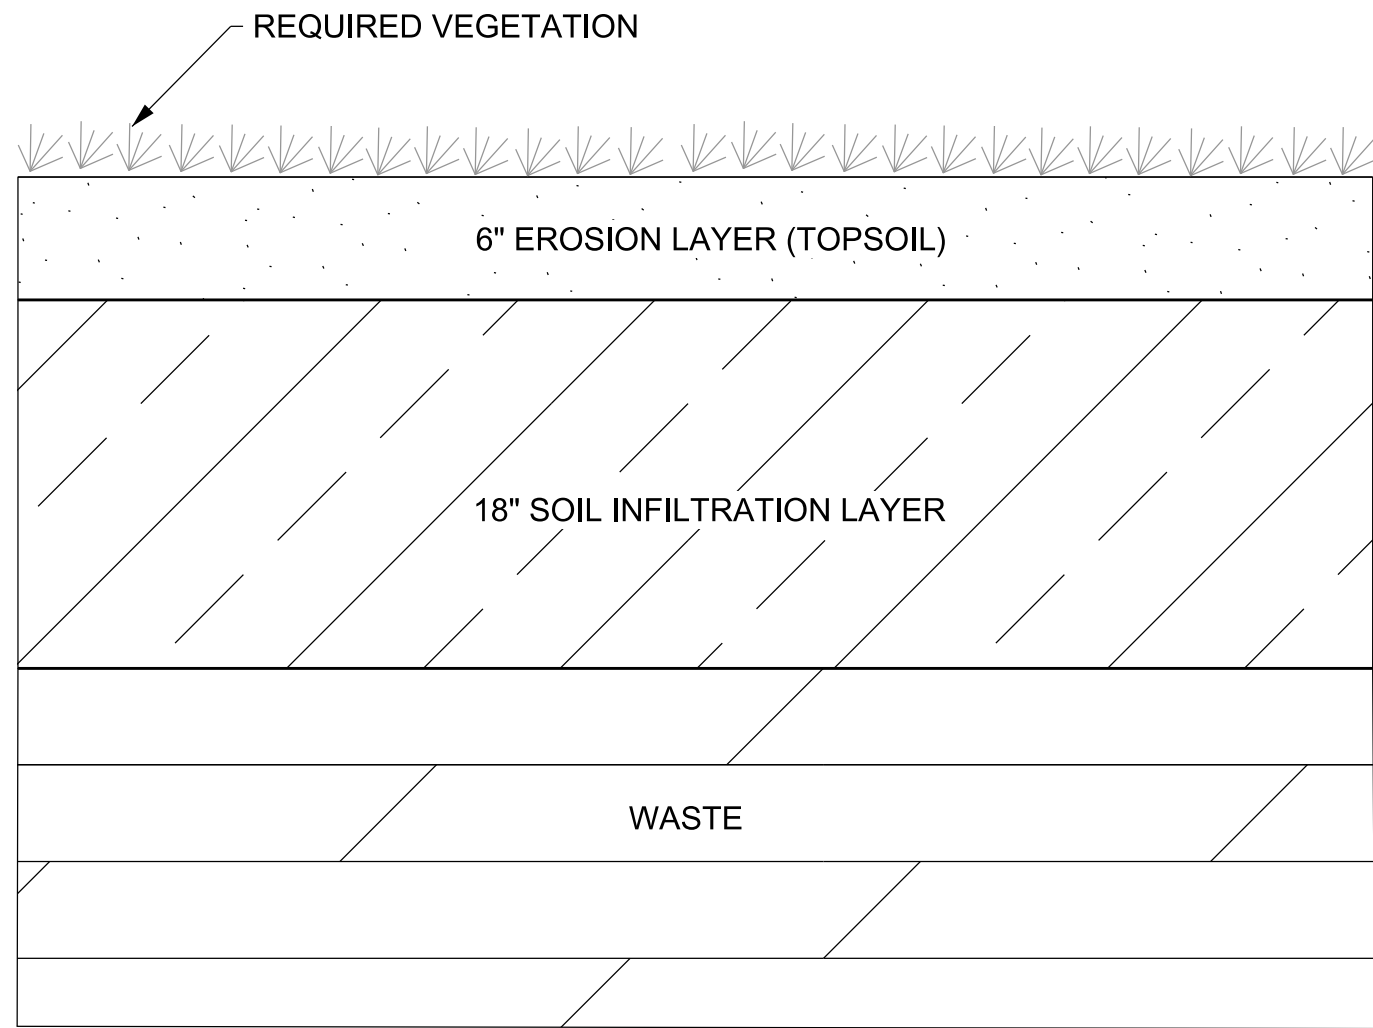 REQUIRED VEGETATION
6" EROSION LAYER (TOPSOIL)
18" SOIL INFILTRATION LAYER
WASTE